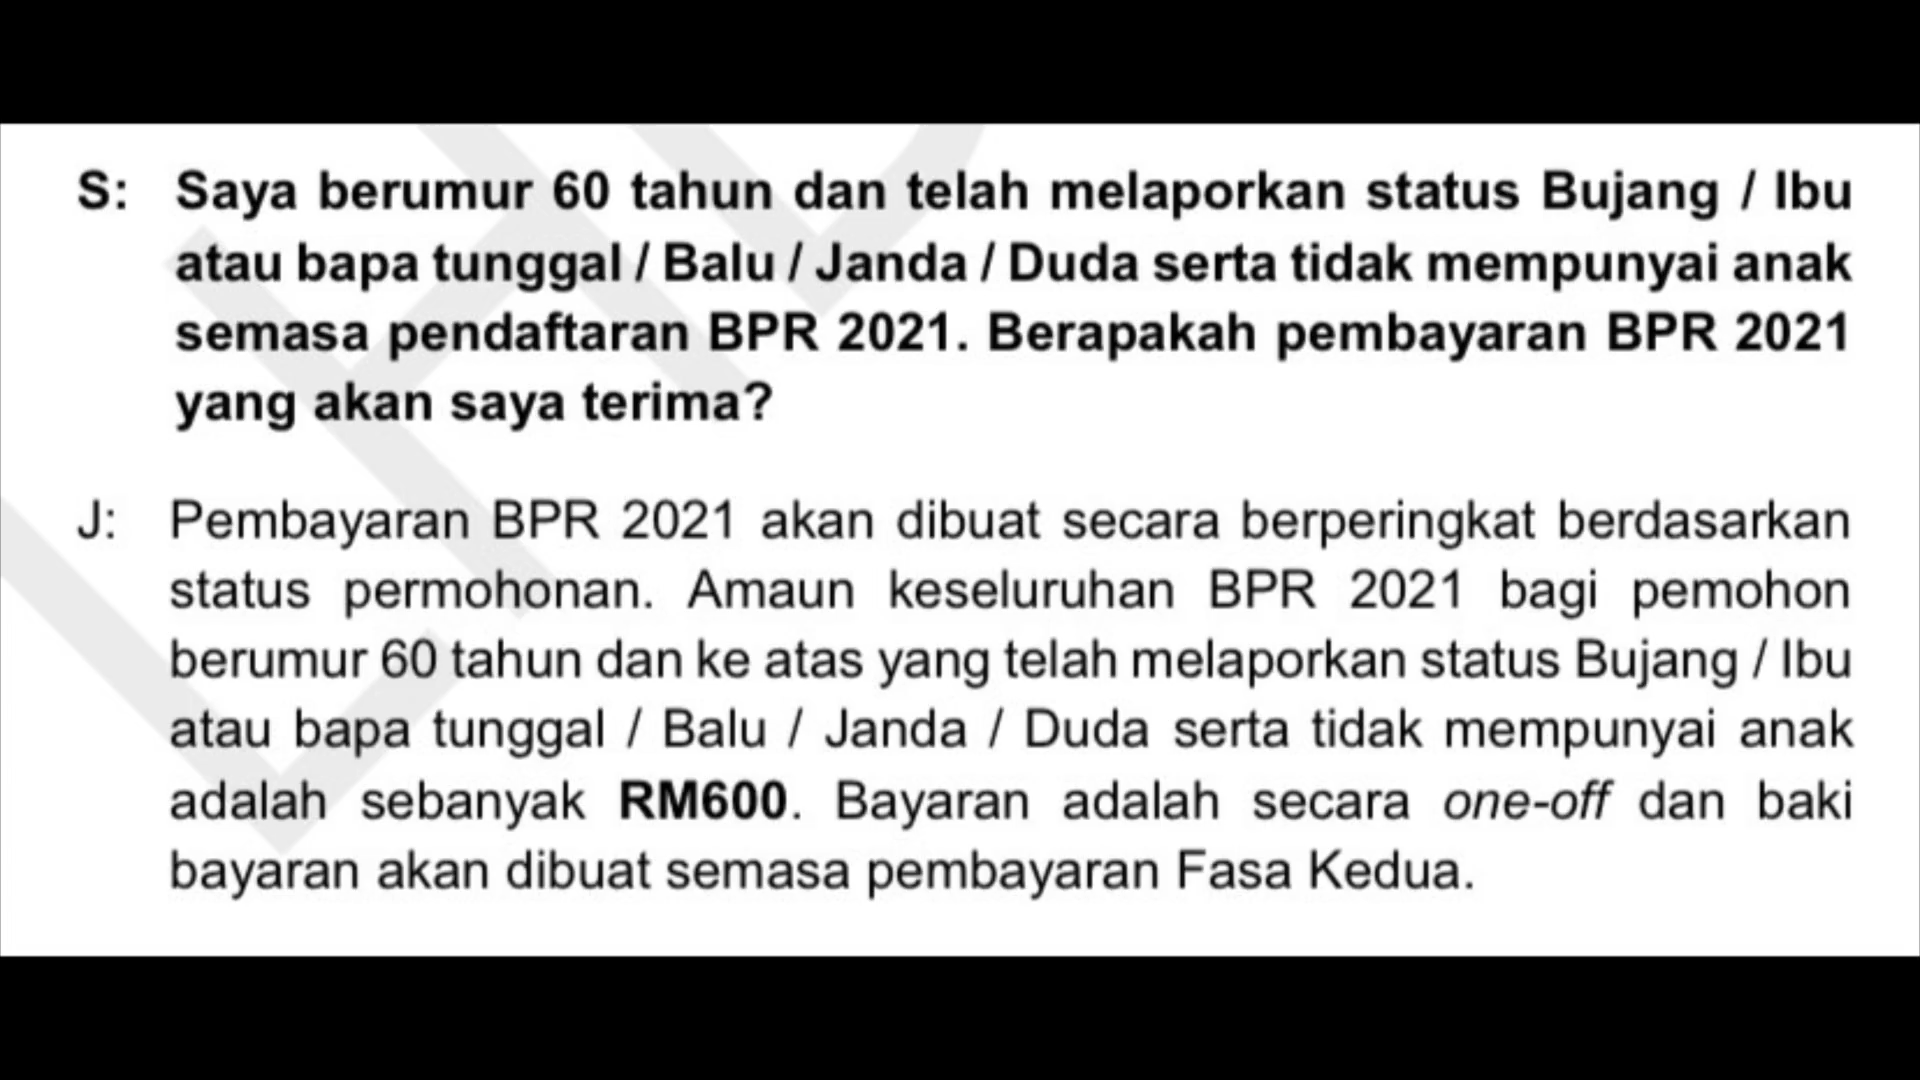 S: Saya berumur 60 tahun dan telah melaporkan status Bujang / Ibu
atau bapa tunggal / Balu / Janda / Duda serta tidak mempunyai anak
semasa pendaftaran BPR 2021. Berapakah pembayaran BPR 2021
yang akan saya terima?
J: Pembayaran BPR 2021 akan dibuat secara berperingkat berdasarkan
status permohonan. Amaun keseluruhan BPR 2021 bagi pemohon
berumur 60 tahun dan ke atas yang telah melaporkan status Bujang / Ibu
atau bapa tunggal / Balu / Janda / Duda serta tidak mempunyai anak
adalah sebanyak RM600. Bayaran adalah secara one-off dan baki
bayaran akan dibuat semasa pembayaran Fasa Kedua.